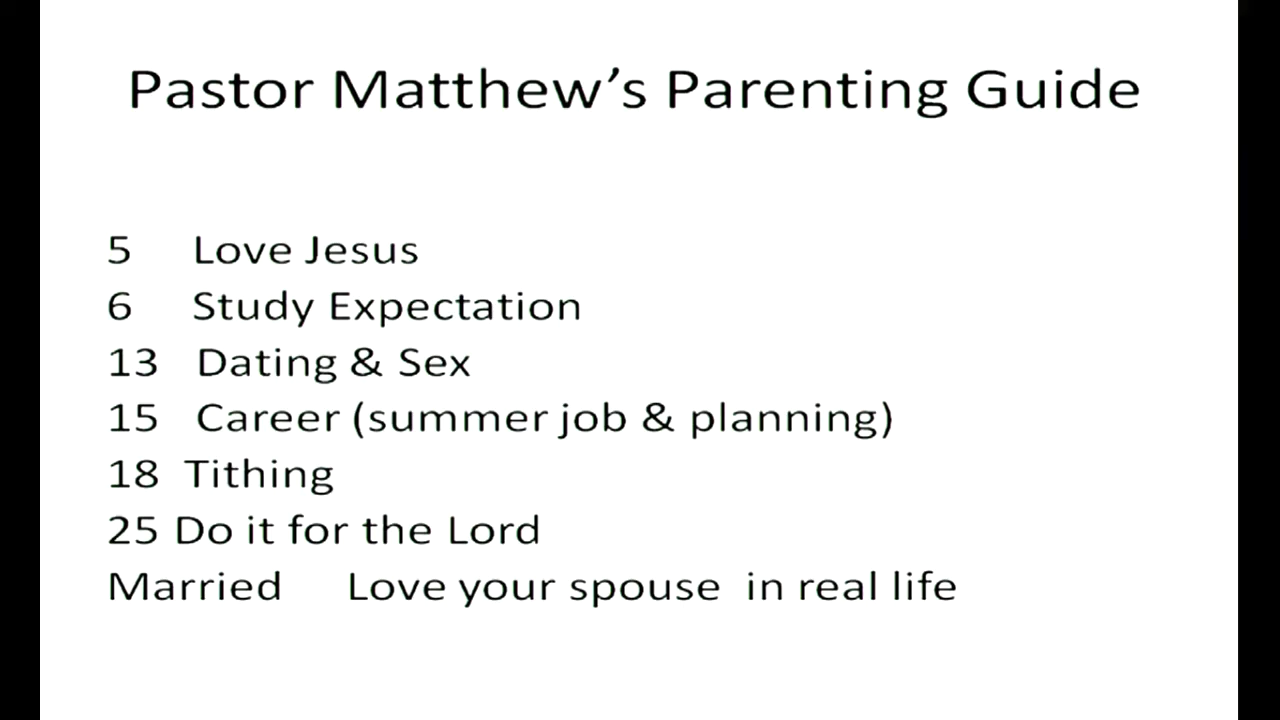 Pastor Matthew’s Parenting Guide
5 Love Jesus
6 Study Expectation
13 Dating & Sex
15 Career (summer job & planning)
18 Tithing
25 Do it for the Lord
Married Love your spouse in real life